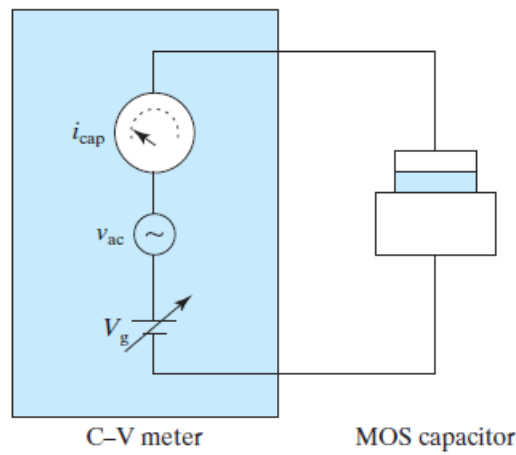 i_cap
v_ac
~
V_g
C–V meter
MOS capacitor